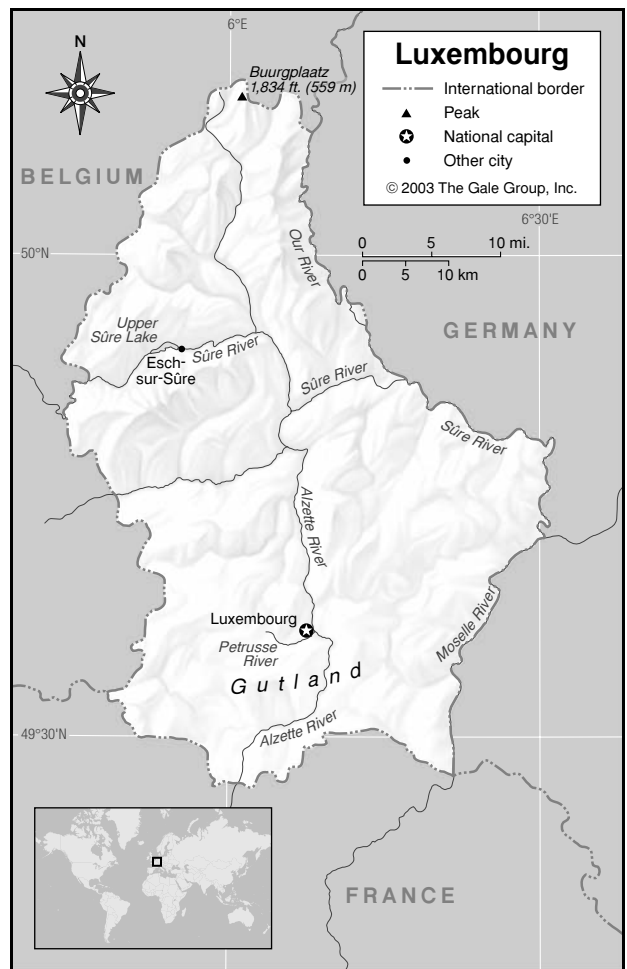 6°E
N
Buurgplaatz
1,834 ft. (559 m)
Luxembourg
International border
Peak
National capital
Other city
© 2003 The Gale Group, Inc.
BELGIUM
6°30'E
50°N
Our River
0 5 10 mi.
0 5 10 km
GERMANY
Upper
Sûre Lake
Sûre River
Esch-
sur-Sûre
Sûre River
Sûre River
Alzette River
Luxembourg
Petrusse
River
Moselle River
Gutland
Alzette River
49°30'N
FRANCE